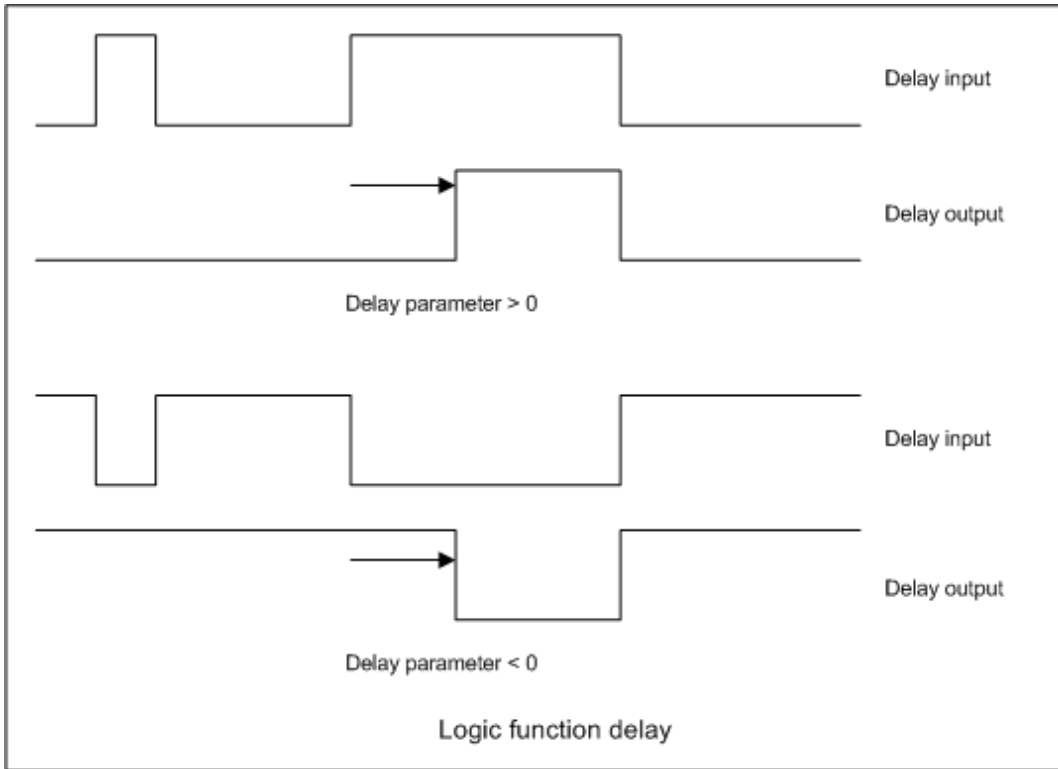 Delay input
Delay output
Delay parameter > 0
Delay input
Delay output
Delay parameter < 0
Logic function delay